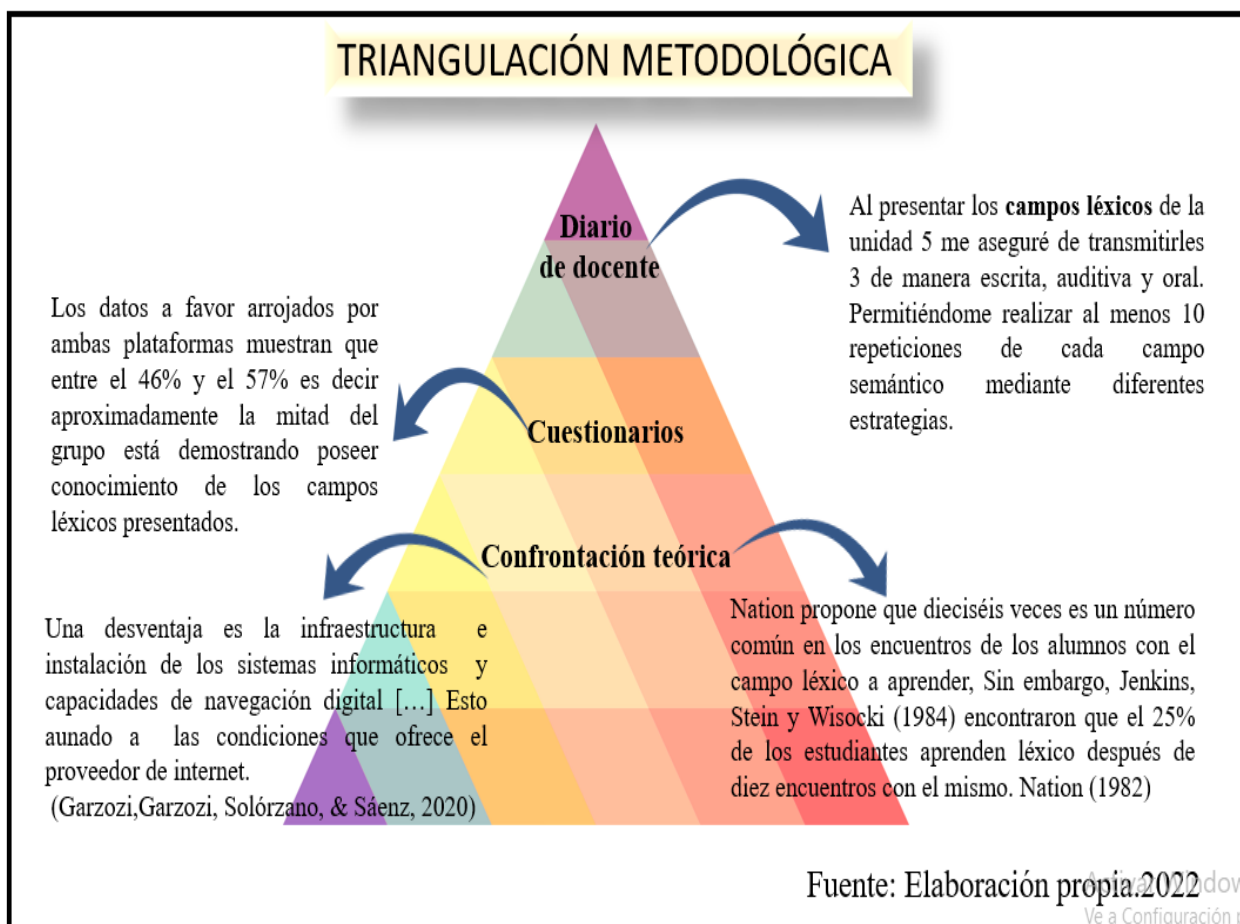 TRIANGULACIÓN METODOLÓGICA
Diario
de docente
Al presentar los campos léxicos de la
unidad 5 me aseguré de transmitirles
3 de manera escrita, auditiva y oral.
Permitiéndome realizar al menos 10
repeticiones de cada campo
semántico mediante diferentes
estrategias.
Los datos a favor arrojados por
ambas plataformas muestran que
entre el 46% y el 57% es decir
aproximadamente la mitad del
grupo está demostrando poseer
conocimiento de los campos
léxicos presentados.
Cuestionarios
Confrontación teórica
Una desventaja es la infraestructura e
instalación de los sistemas informáticos y
capacidades de navegación digital [...] Esto
aunado a las condiciones que ofrece el
proveedor de internet.
(Garzozi,Garzozi, Solórzano, & Sáenz, 2020)
Nation propone que dieciséis veces es un número
común en los encuentros de los alumnos con el
campo léxico a aprender, Sin embargo, Jenkins,
Stein y Wisocki (1984) encontraron que el 25%
de los estudiantes aprenden léxico después de
diez encuentros con el mismo. Nation (1982)
Fuente: Elaboración propia.2022
Activar Window
Ve a Configuración p